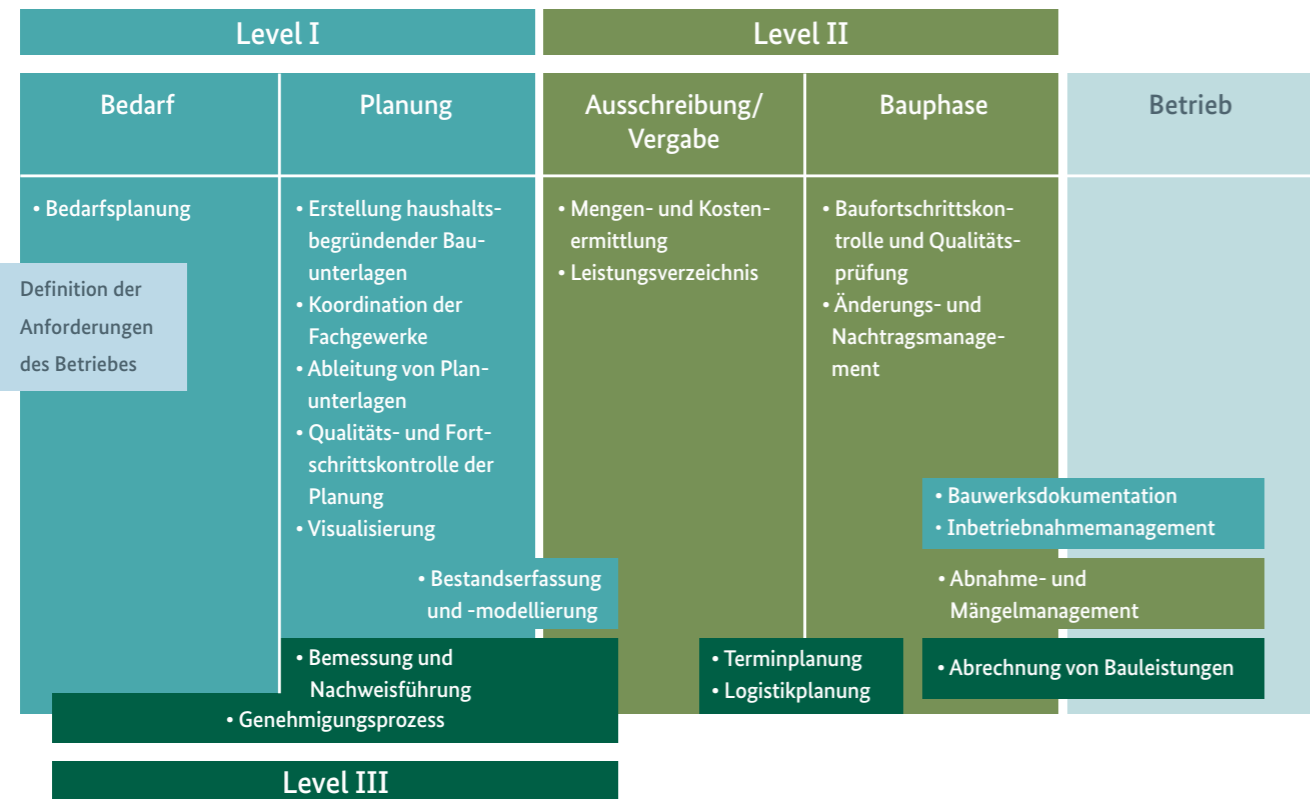 Level I
Level II
Bedarf
Planung
Ausschreibung/
Vergabe
Bauphase
Betrieb
• Bedarfsplanung
Definition der
Anforderungen
des Betriebes
• Erstellung haushalts-
begründender Bau-
unterlagen
• Koordination der
Fachgewerke
• Ableitung von Plan-
unterlagen
• Qualitäts- und Fort-
schrittskontrolle der
Planung
• Visualisierung
• Mengen- und Kosten-
ermittlung
• Leistungsverzeichnis
• Baufortschrittskon-
trolle und Qualitäts-
prüfung
• Änderungs- und
Nachtragsmanage-
ment
• Bauwerksdokumentation
• Inbetriebnahmemanagement
• Bestandserfassung
und -modellierung
• Abnahme- und
Mängelmanagement
• Bemessung und
Nachweisführung
• Terminplanung
• Logistikplanung
• Abrechnung von Bauleistungen
• Genehmigungsprozess
Level III